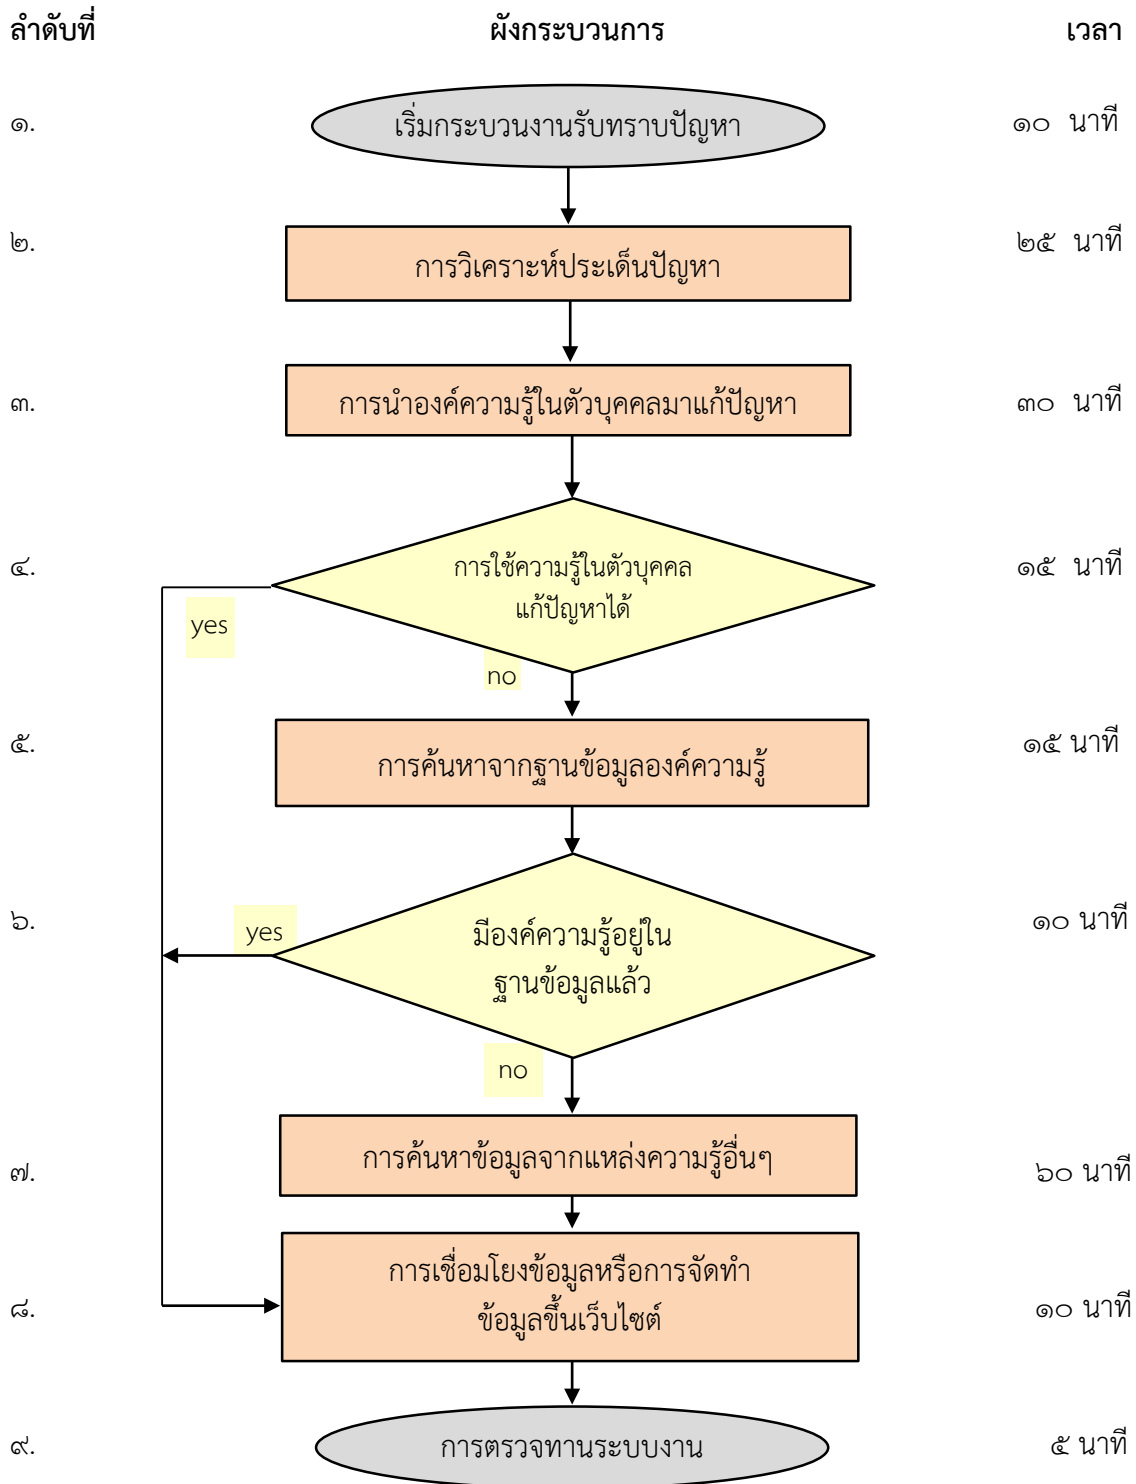 ลำดับที่ ผังกระบวนการ เวลา
๑. เริ่มกระบวนงานรับทราบปัญหา ๑๐ นาที
๒. การวิเคราะห์ประเด็นปัญหา ๒๕ นาที
๓. การนำองค์ความรู้ในตัวบุคคลมาแก้ปัญหา ๓๐ นาที
๔. การใช้ความรู้ในตัวบุคคล ๑๕ นาที
แก้ปัญหาได้
yes
no
๕. การค้นหาจากฐานข้อมูลองค์ความรู้ ๑๕ นาที
๖. yes มีองค์ความรู้อยู่ใน ๑๐ นาที
ฐานข้อมูลแล้ว
no
๗. การค้นหาข้อมูลจากแหล่งความรู้อื่นๆ ๖๐ นาที
การเชื่อมโยงข้อมูลหรือการจัดทำ
๘. ข้อมูลขึ้นเว็บไซต์ ๑๐ นาที
๙. การตรวจทานระบบงาน ๕ นาที